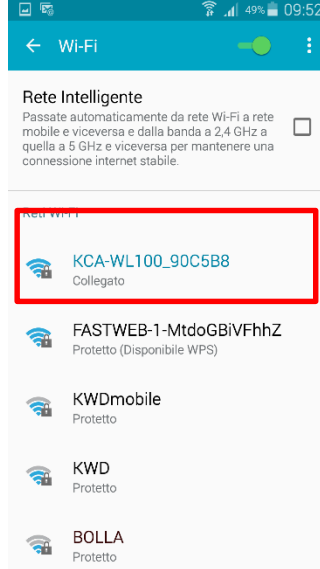 49% 09:52
Wi-Fi
Rete Intelligente
Passate automaticamente da rete Wi-Fi a rete
mobile e viceversa e dalla banda a 2,4 GHz a
quella a 5 GHz e viceversa per mantenere una
connessione internet stabile.
Reti Wi-Fi
KCA-WL100_90C5B8
Collegato
FASTWEB-1-MtdoGBiVFhhZ
Protetto (Disponibile WPS)
KWDmobile
Protetto
KWD
Protetto
BOLLA
Protetto